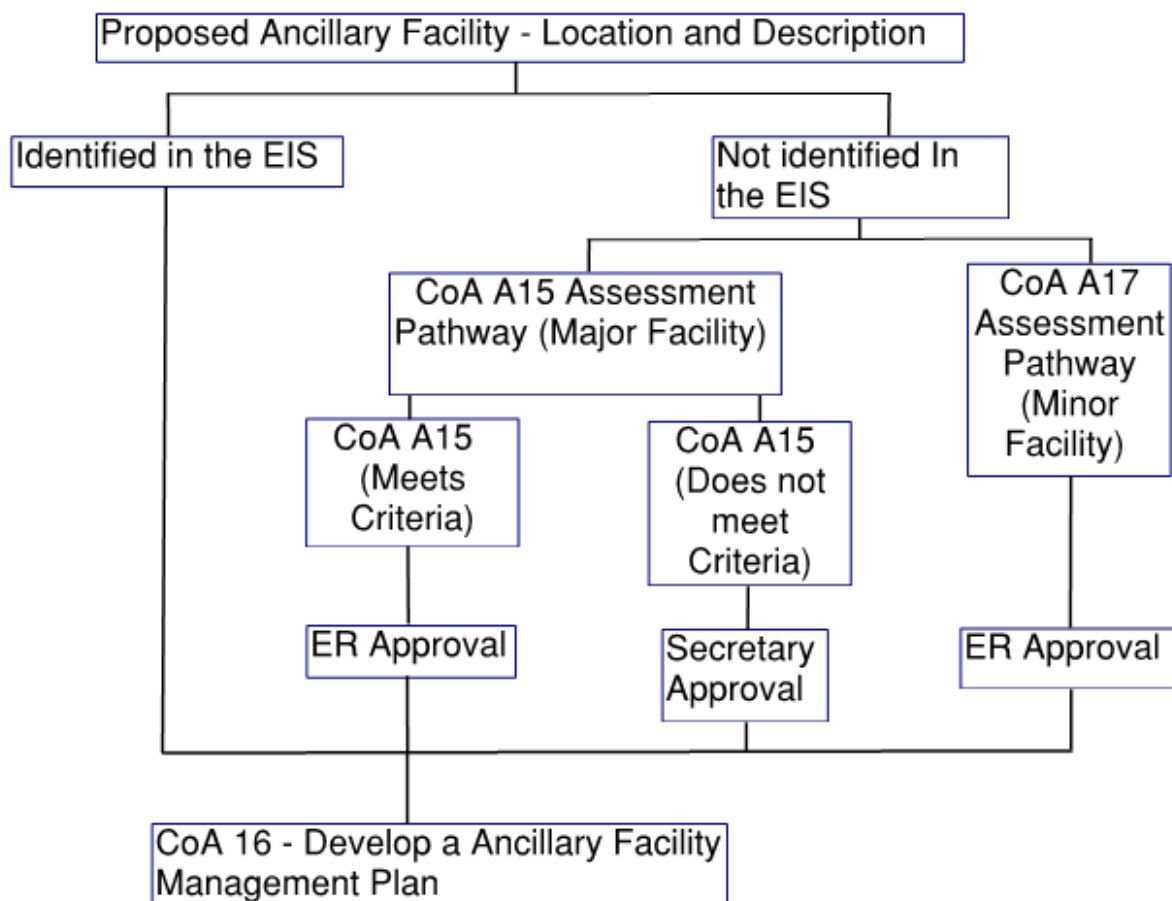 Proposed Ancillary Facility - Location and Description
Identified in the EIS
Not identified In
the EIS
CoA A15 Assessment
Pathway (Major Facility)
CoA A17
Assessment
Pathway
(Minor
Facility)
CoA A15
(Meets
Criteria)
CoA A15
(Does not
meet
Criteria)
ER Approval
Secretary
Approval
ER Approval
CoA 16 - Develop a Ancillary Facility
Management Plan